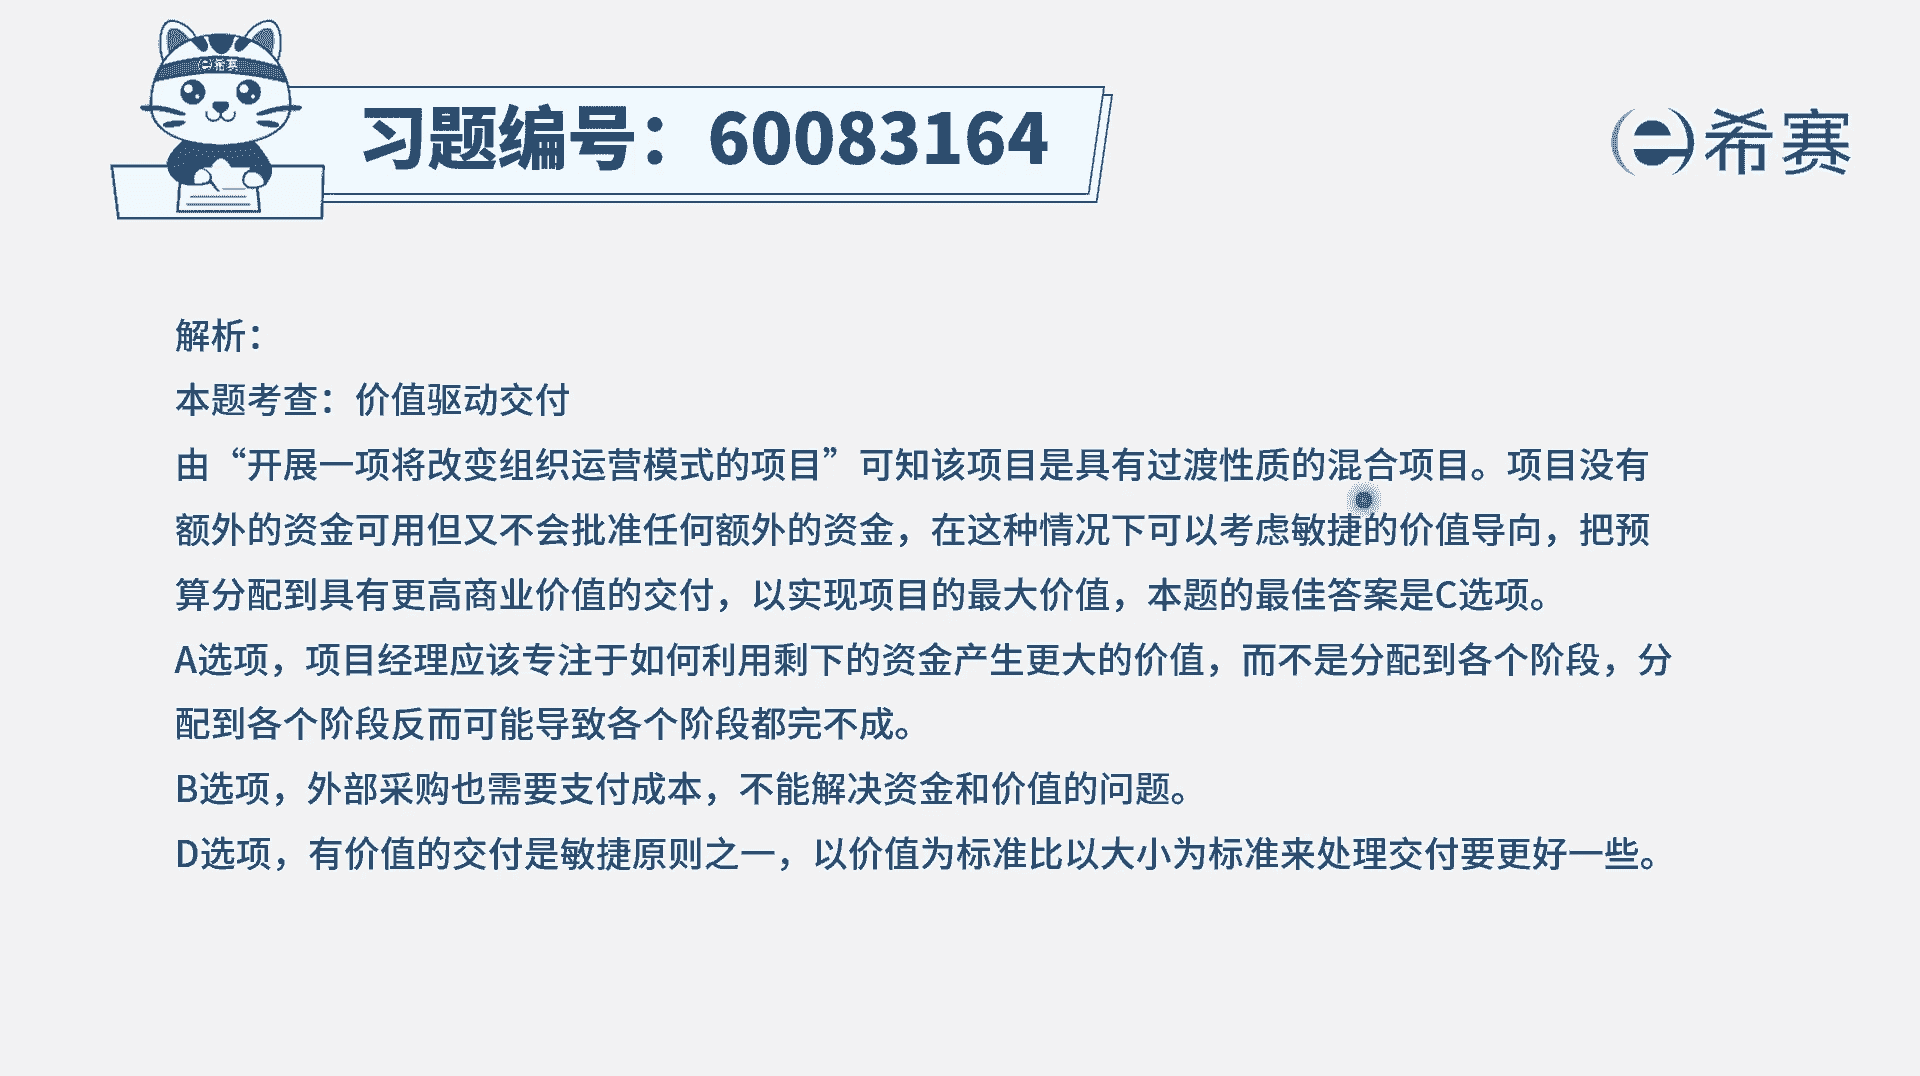 希赛
习题编号：60083164
希赛
解析：
本题考查：价值驱动交付
由“开展一项将改变组织运营模式的项目”可知该项目是具有过渡性质的混合项目。项目没有
额外的资金可用但又不会批准任何额外的资金，在这种情况下可以考虑敏捷的价值导向，把预
算分配到具有更高商业价值的交付，以实现项目的最大价值，本题的最佳答案是C选项。
A选项，项目经理应该专注于如何利用剩下的资金产生更大的价值，而不是分配到各个阶段，分
配到各个阶段反而可能导致各个阶段都完不成。
B选项，外部采购也需要支付成本，不能解决资金和价值的问题。
D选项，有价值的交付是敏捷原则之一，以价值为标准比以大小为标准来处理交付要更好一些。